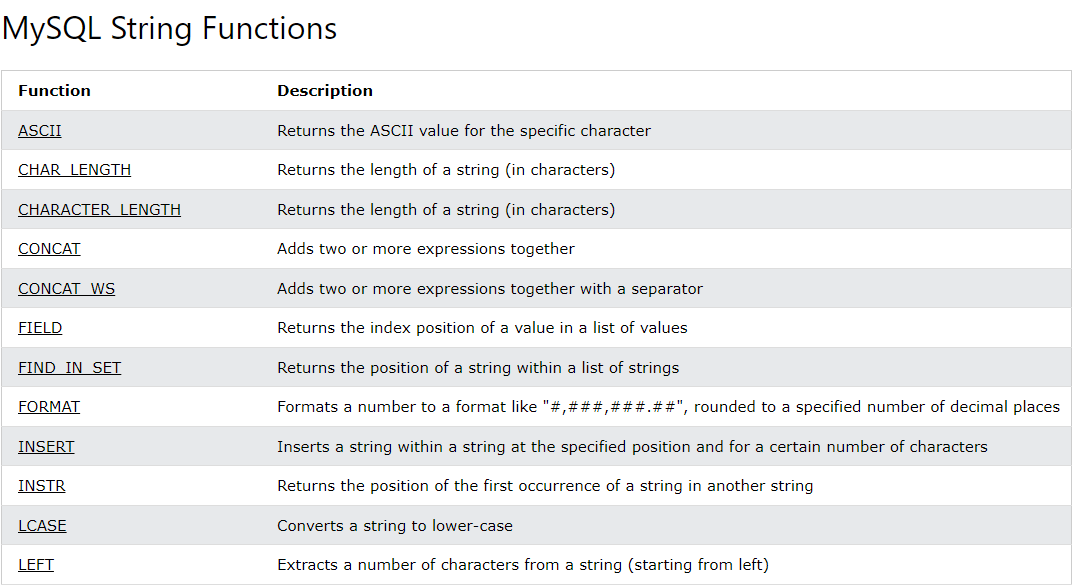 MySQL String Functions
Function Description
ASCII Returns the ASCII value for the specific character
CHAR_LENGTH Returns the length of a string (in characters)
CHARACTER_LENGTH Returns the length of a string (in characters)
CONCAT Adds two or more expressions together
CONCAT_WS Adds two or more expressions together with a separator
FIELD Returns the index position of a value in a list of values
FIND_IN_SET Returns the position of a string within a list of strings
FORMAT Formats a number to a format like "#,###,###.##", rounded to a specified number of decimal places
INSERT Inserts a string within a string at the specified position and for a certain number of characters
INSTR Returns the position of the first occurrence of a string in another string
LCASE Converts a string to lower-case
LEFT Extracts a number of characters from a string (starting from left)